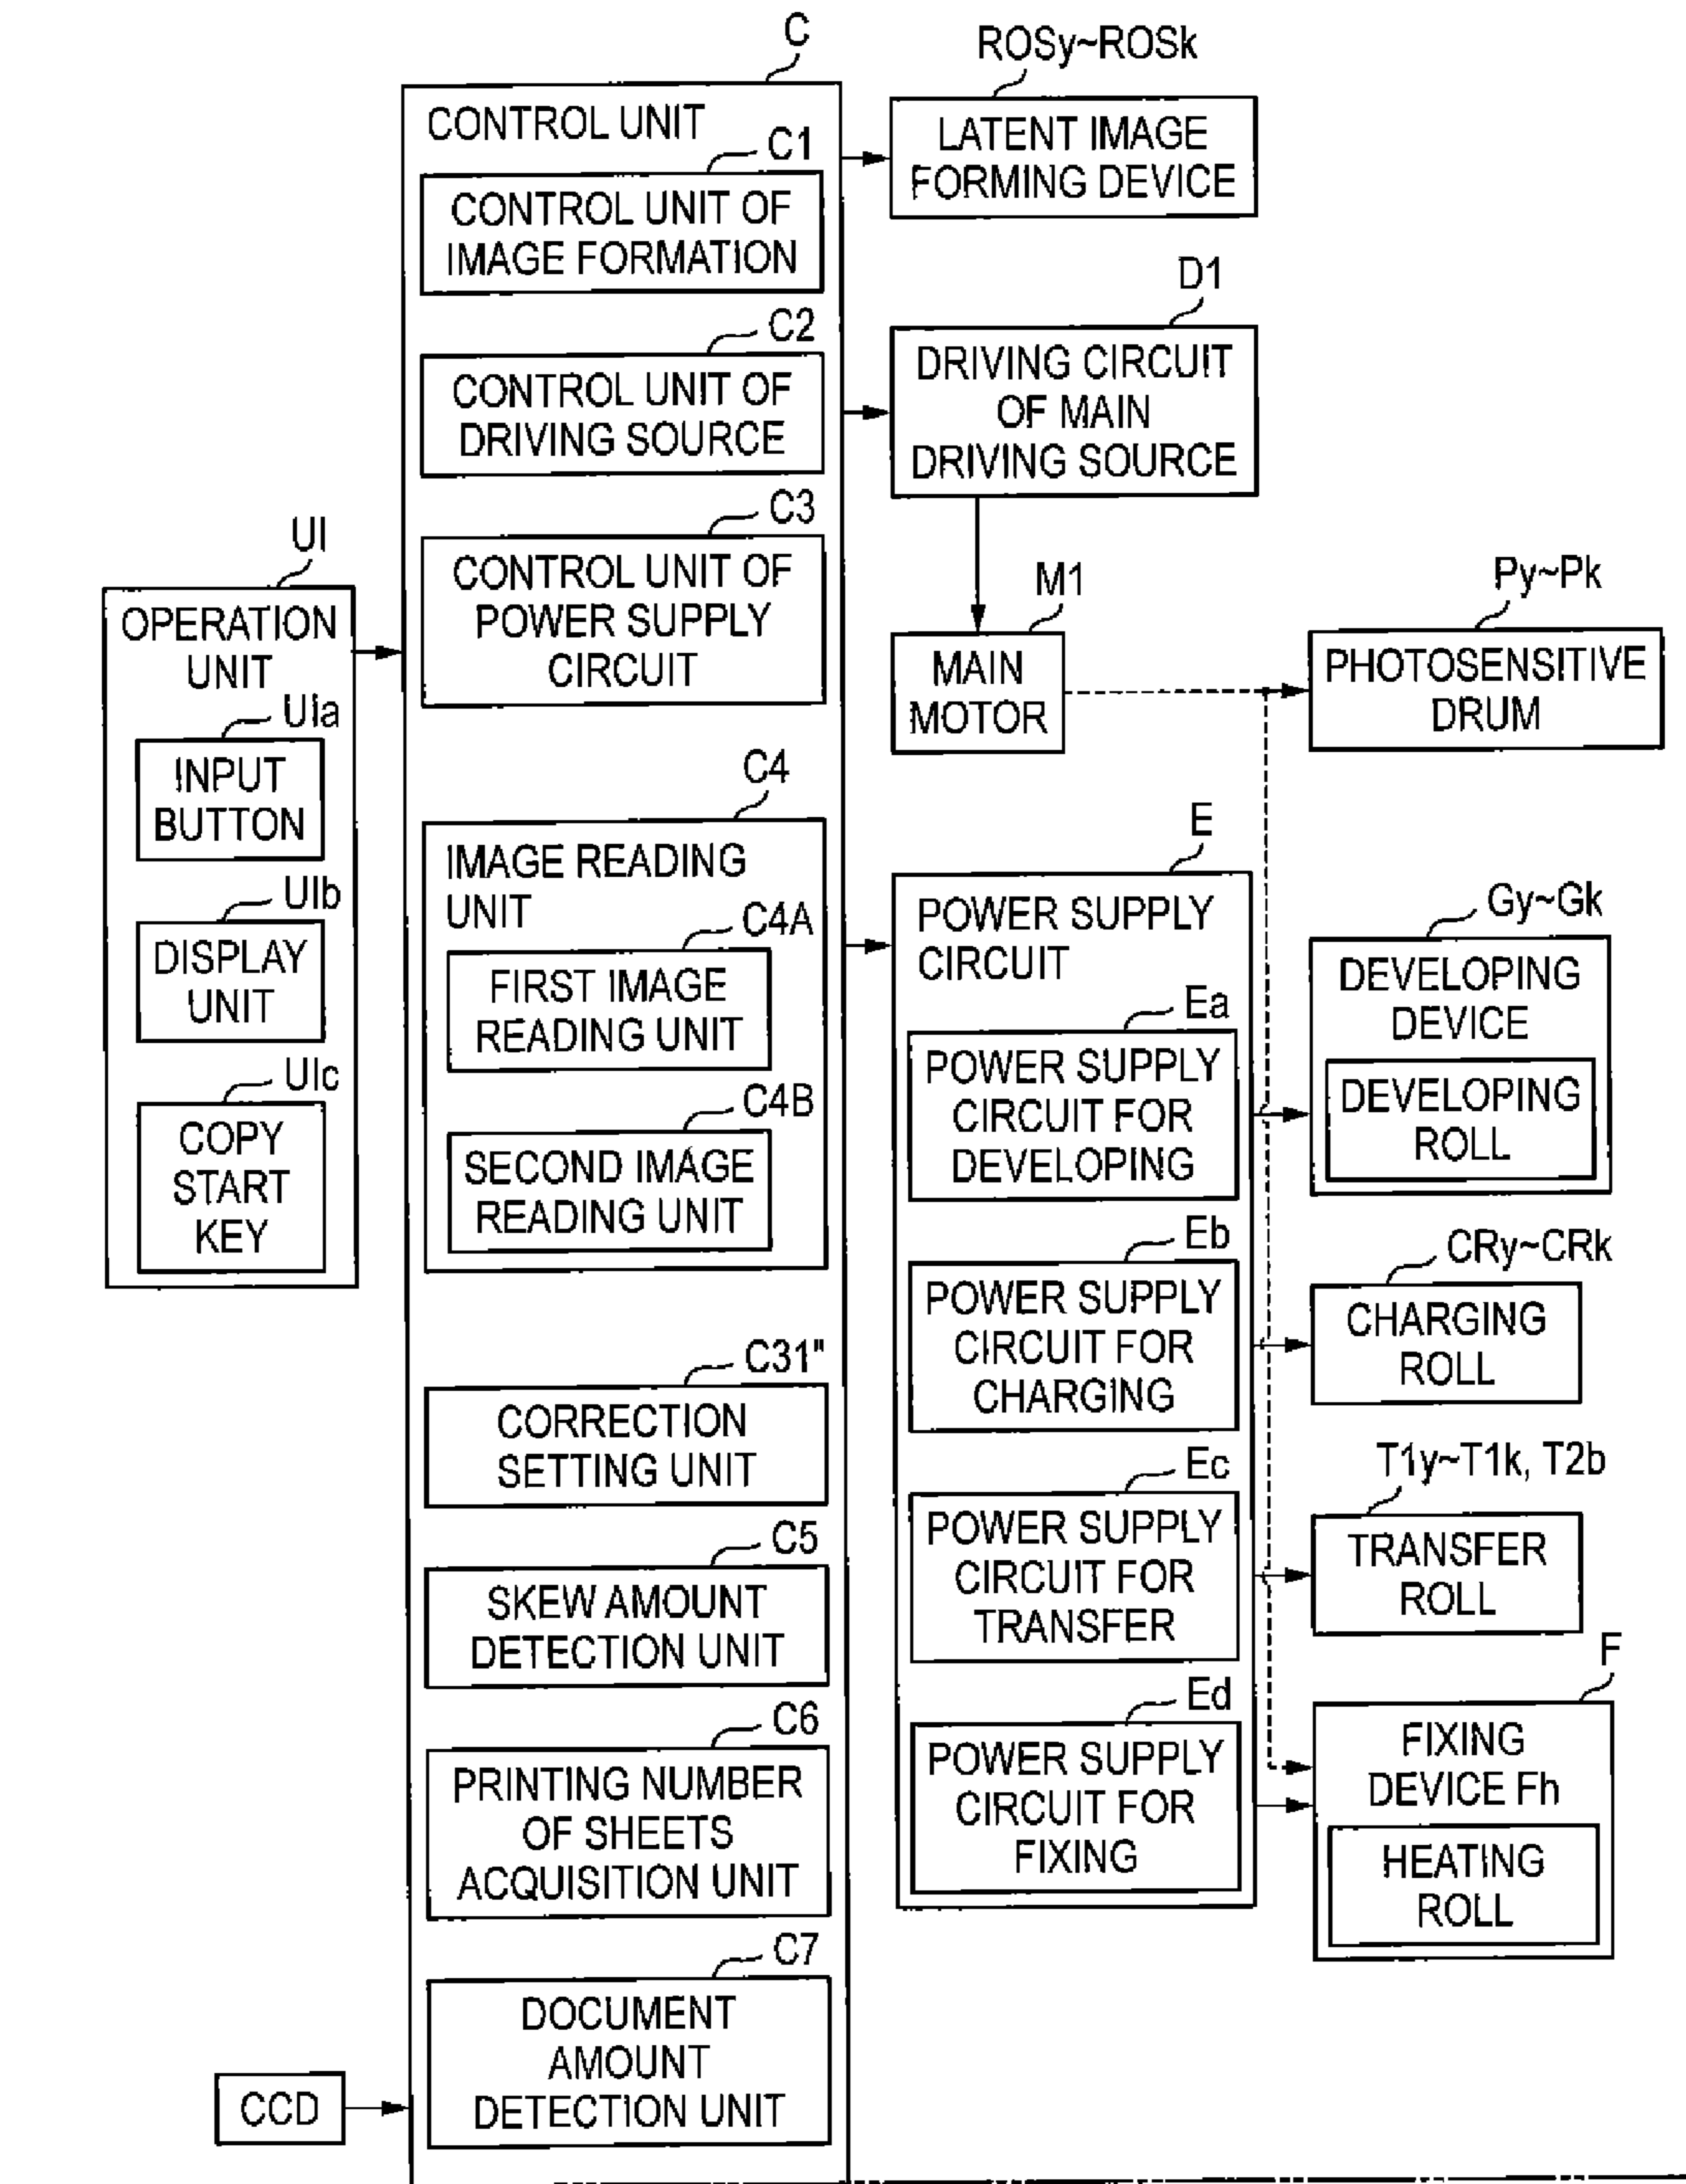 UI
OPERATION
UNIT
UIa
INPUT
BUTTON
UIb
DISPLAY
UNIT
UIc
COPY
START
KEY
CCD
C
CONTROL UNIT
C1
CONTROL UNIT OF
IMAGE FORMATION
C2
CONTROL UNIT OF
DRIVING SOURCE
C3
CONTROL UNIT OF
POWER SUPPLY
CIRCUIT
C4
IMAGE READING
UNIT
C4A
FIRST IMAGE
READING UNIT
C4B
SECOND IMAGE
READING UNIT
C31"
CORRECTION
SETTING UNIT
C5
SKEW AMOUNT
DETECTION UNIT
C6
PRINTING NUMBER
OF SHEETS
ACQUISITION UNIT
C7
DOCUMENT
AMOUNT
DETECTION UNIT
ROSy~ROSk
LATENT IMAGE
FORMING DEVICE
D1
DRIVING CIRCUIT
OF MAIN
DRIVING SOURCE
M1
MAIN
MOTOR
Py~Pk
PHOTOSENSITIVE
DRUM
E
POWER SUPPLY
CIRCUIT
Ea
POWER SUPPLY
CIRCUIT FOR
DEVELOPING
Eb
POWER SUPPLY
CIRCUIT FOR
CHARGING
Ec
POWER SUPPLY
CIRCUIT FOR
TRANSFER
Ed
POWER SUPPLY
CIRCUIT FOR
FIXING
Gy~Gk
DEVELOPING
DEVICE
DEVELOPING
ROLL
CRy~CRk
CHARGING
ROLL
T1y~T1k, T2b
TRANSFER
ROLL
F
FIXING
DEVICE Fh
HEATING
ROLL